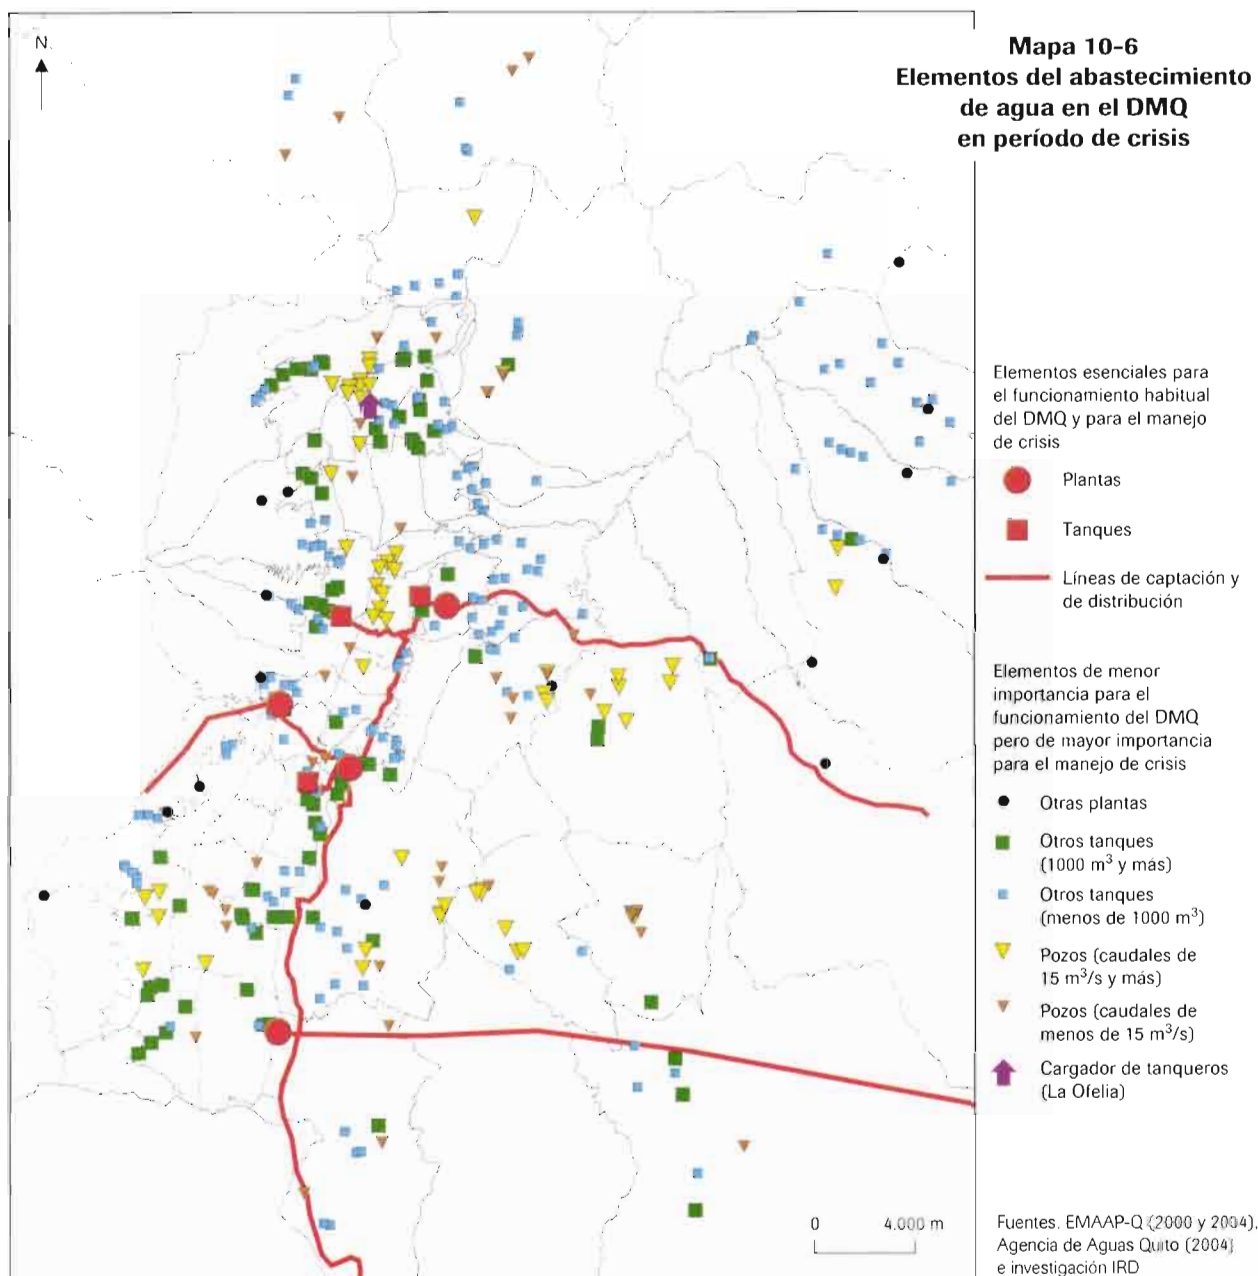 N
Mapa 10-6
Elementos del abastecimiento
de agua en el DMQ
en período de crisis
Elementos esenciales para
el funcionamiento habitual
del DMQ y para el manejo
de crisis
Plantas
Tanques
Líneas de captación y
de distribución
Elementos de menor
importancia para el
funcionamiento del DMQ
pero de mayor importancia
para el manejo de crisis
Otras plantas
Otros tanques
(1000 m³ y más)
Otros tanques
(menos de 1000 m³)
Pozos (caudales de
15 m³/s y más)
Pozos (caudales de
menos de 15 m³/s)
Cargador de tanqueros
(La Ofelia)
0 4.000 m
Fuentes. EMAAP-Q (2000 y 2004),
Agencia de Aguas Quito (2004)
e investigación IRD